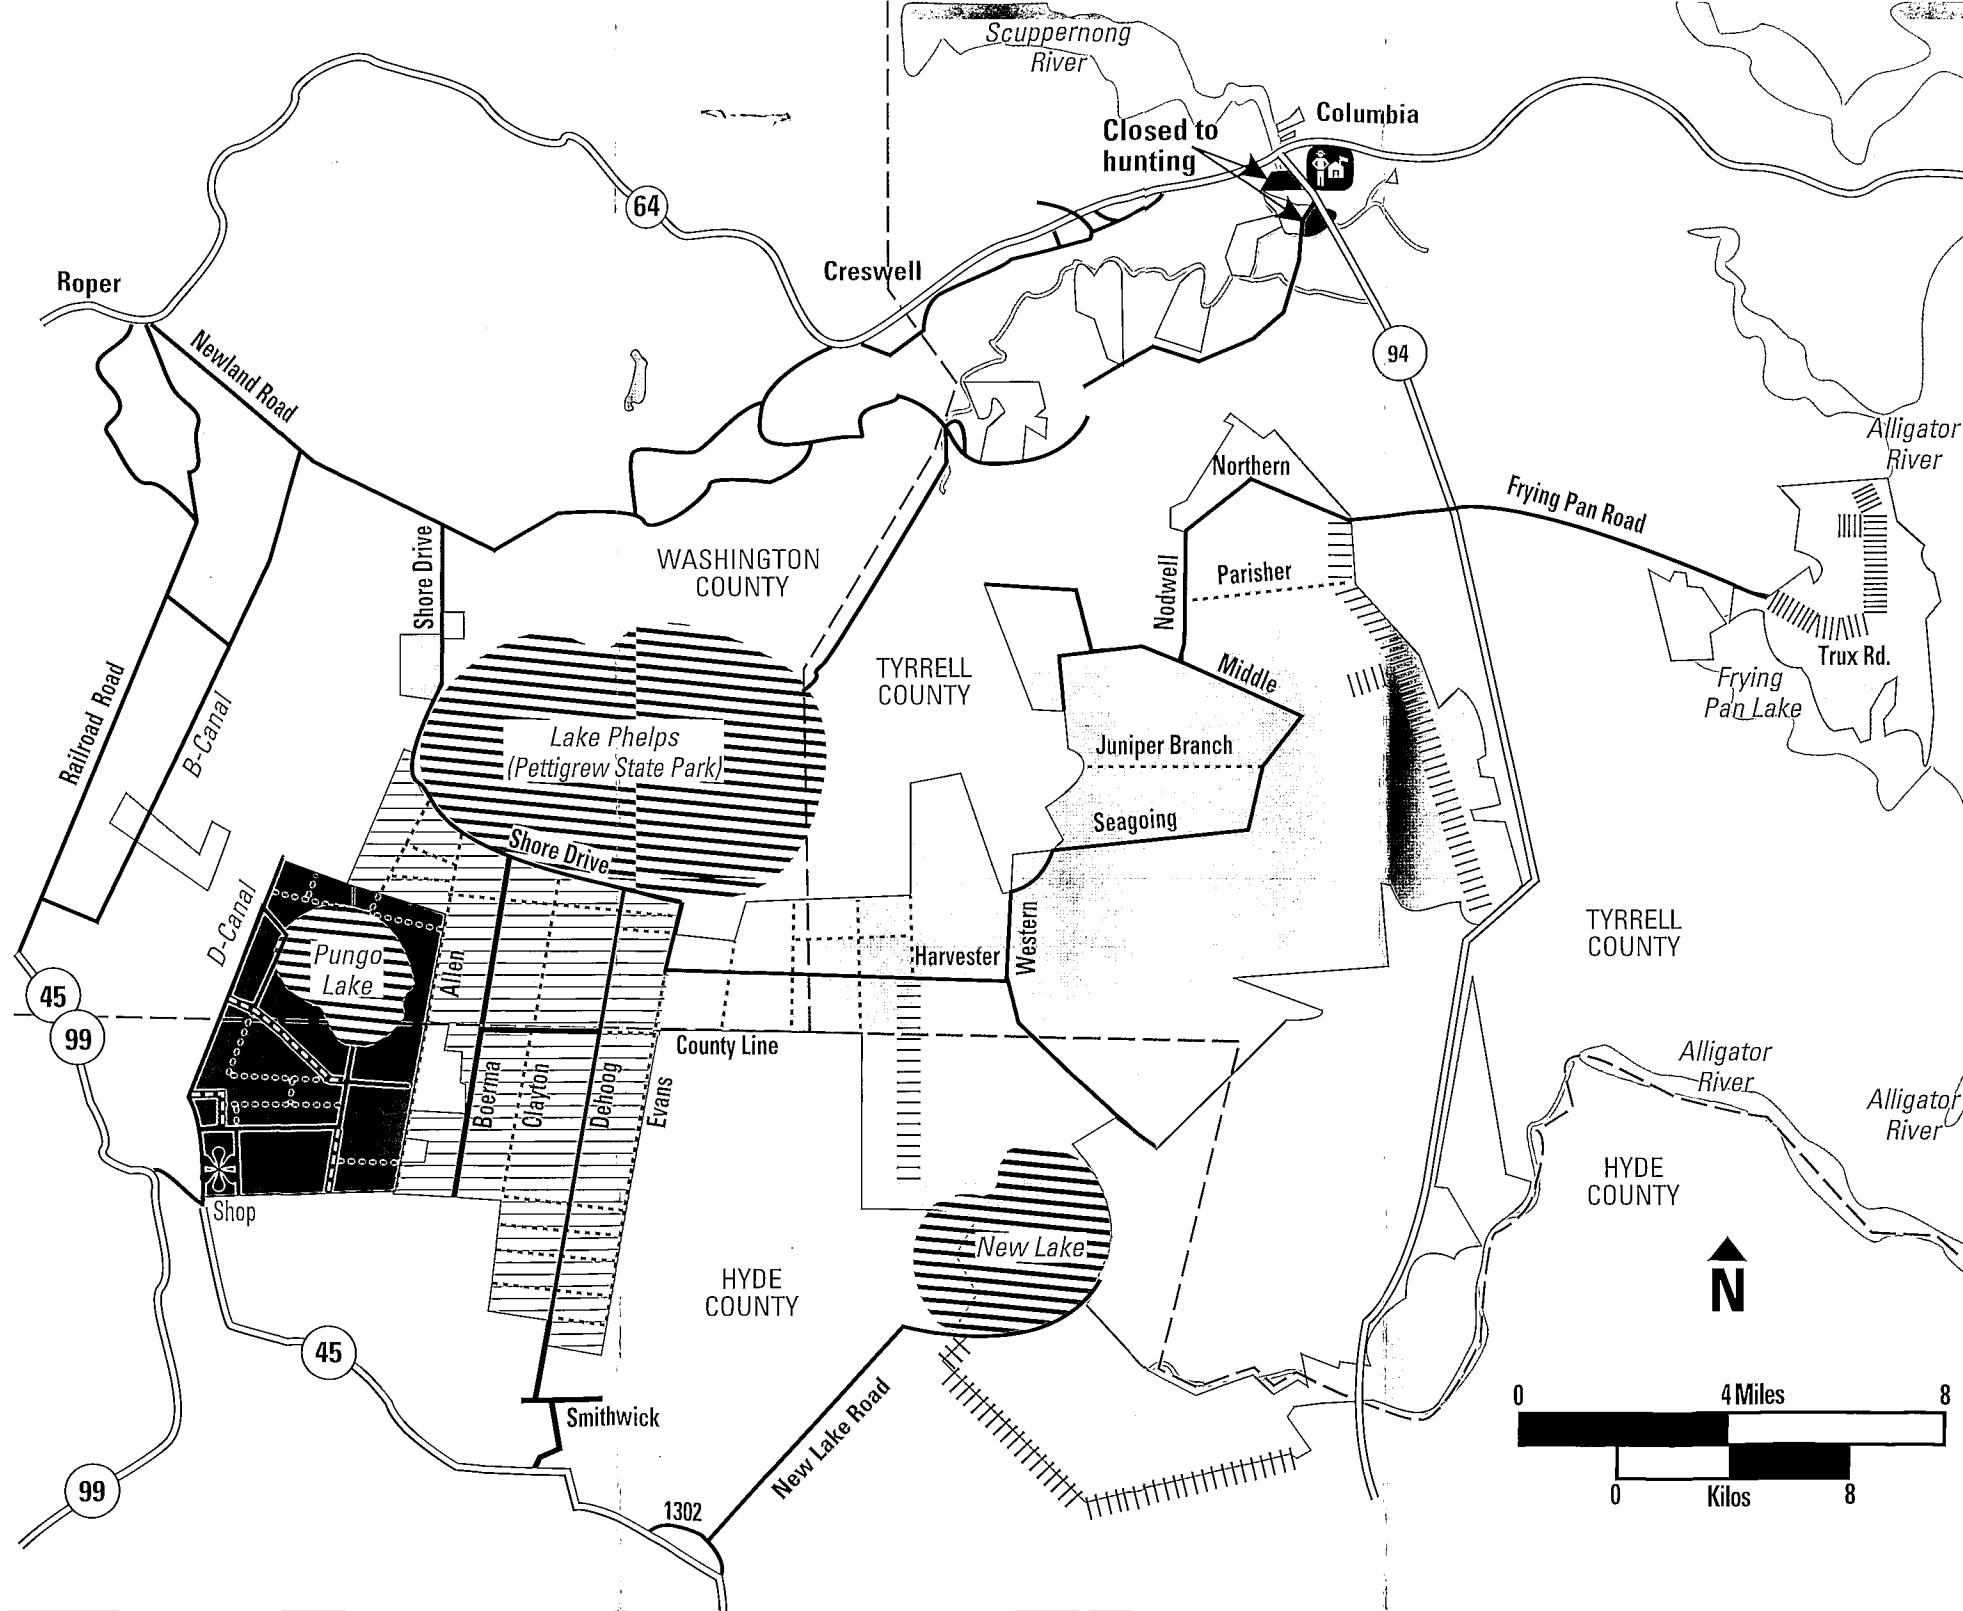 Scuppernong
River
Columbia
Closed to
hunting
64
Creswell
Roper
Newland Road
94
Alligator
River
Northern
Frying Pan Road
Shore Drive
WASHINGTON
COUNTY
Nodwell
Parisher
Trux Rd.
TYRRELL
COUNTY
Middle
Frying
Pan Lake
Railroad Road
B-Canal
Lake Phelps
(Pettigrew State Park)
Juniper Branch
Seagoing
Shore Drive
D-Canal
Pungo
Lake
Allen
Harvester
Western
TYRRELL
COUNTY
45
99
County Line
Boerma
Clayton
Dehoog
Evans
Alligator
River
Alligator
River
HYDE
COUNTY
Shop
New Lake
HYDE
COUNTY
N
45
Smithwick
New Lake Road
0 4 Miles 8
0 Kilos 8
99
1302